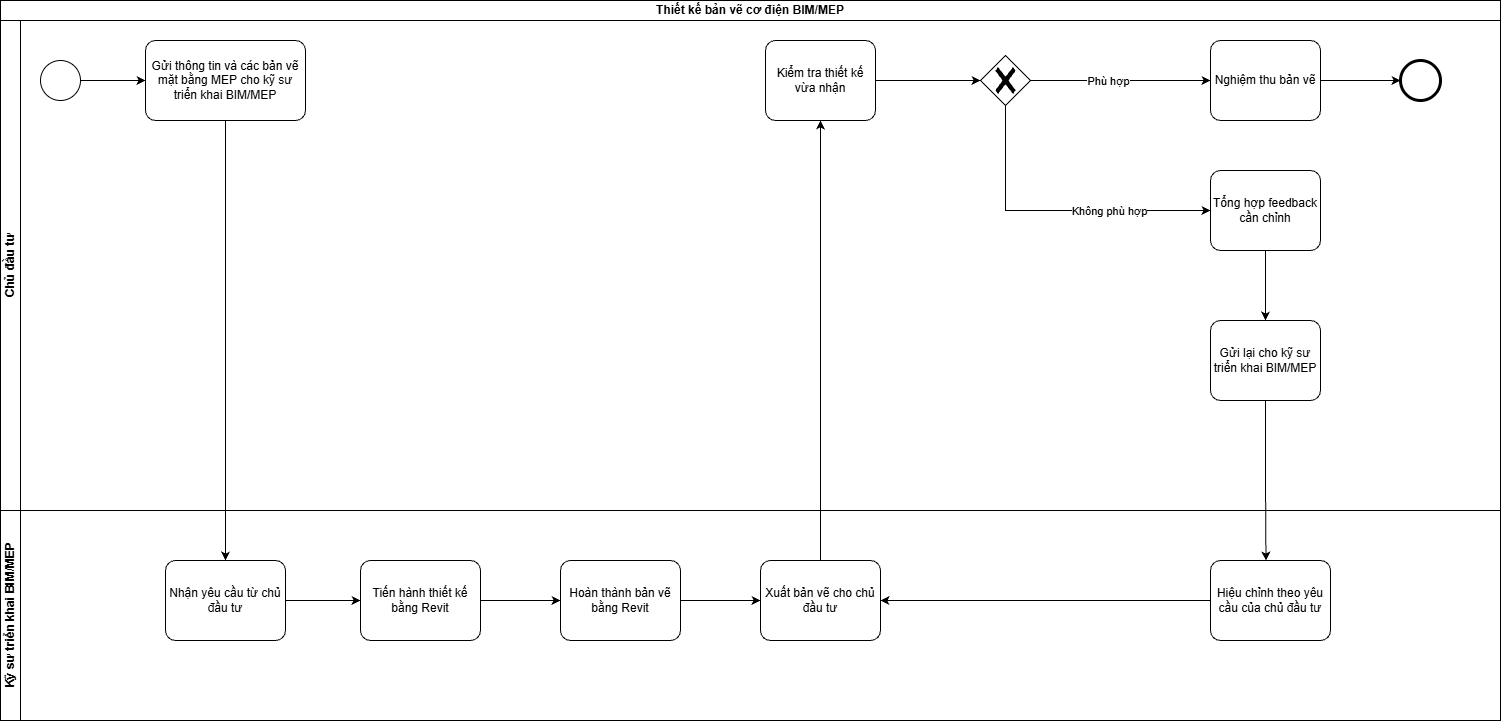 Thiết kế bản vẽ cơ điện BIM/MEP
Chủ đầu tư
Gửi thông tin và các bản vẽ
mặt bằng MEP cho kỹ sư
triển khai BIM/MEP
Kiểm tra thiết kế
vừa nhận
Phù hợp
Nghiệm thu bản vẽ
Không phù hợp
Tổng hợp feedback
cần chỉnh
Gửi lại cho kỹ sư
triển khai BIM/MEP
Kỹ sư triển khai BIM/MEP
Nhận yêu cầu từ chủ
đầu tư
Tiến hành thiết kế
bằng Revit
Hoàn thành bản vẽ
bằng Revit
Xuất bản vẽ cho chủ
đầu tư
Hiệu chỉnh theo yêu
cầu của chủ đầu tư